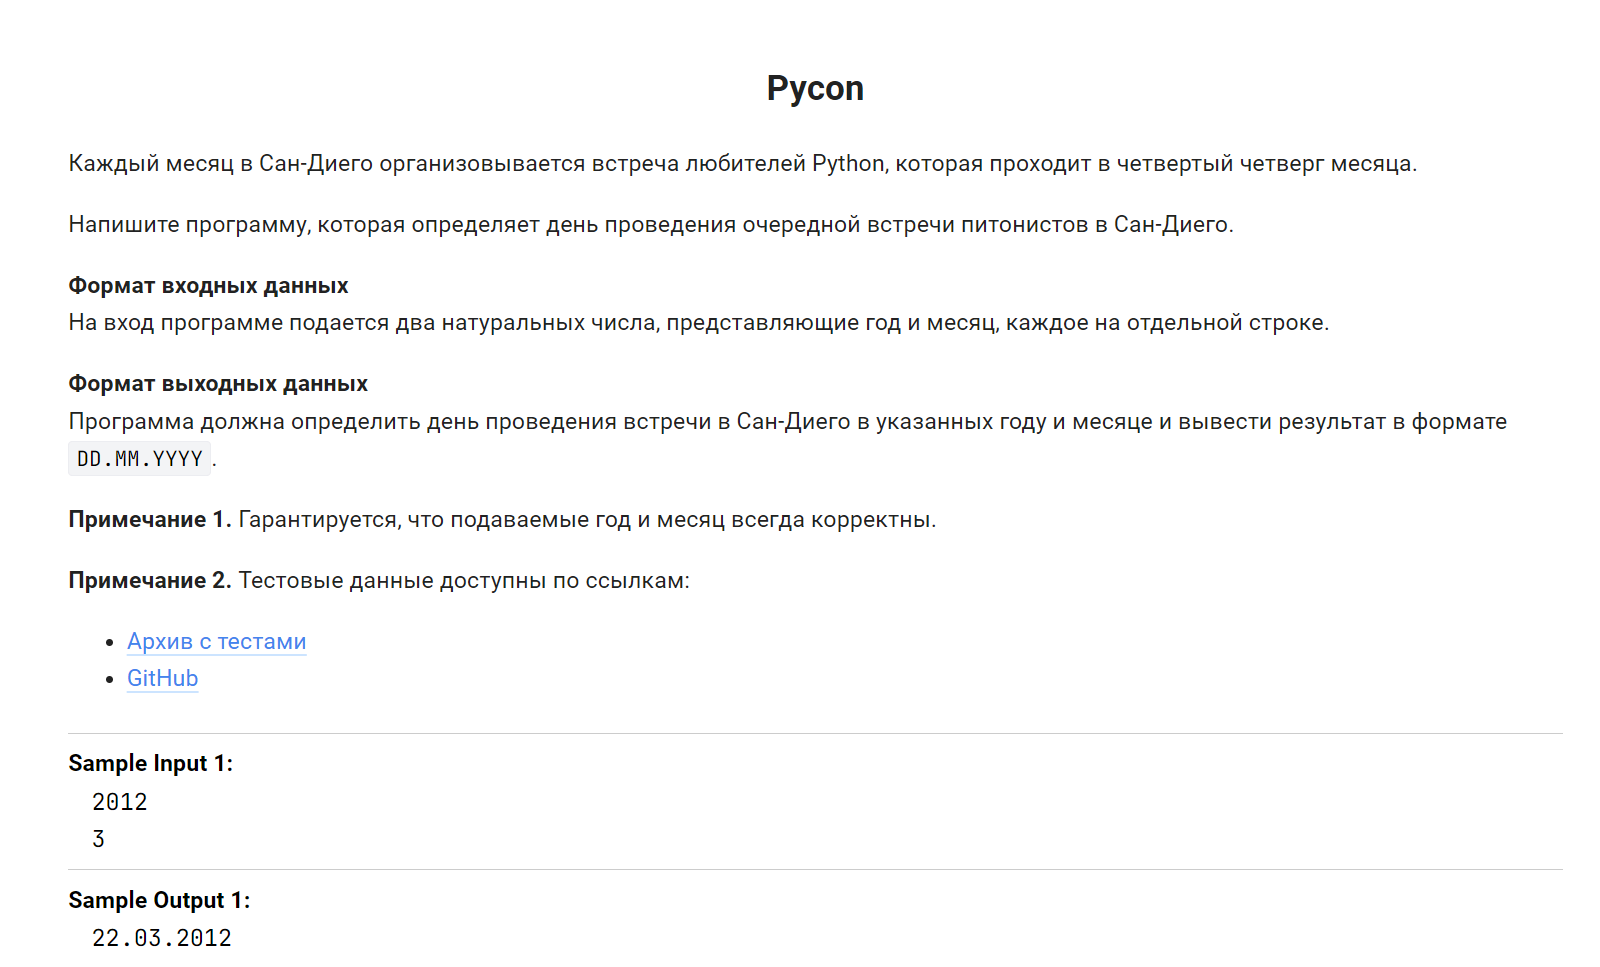 Pycon
Каждый месяц в Сан-Диего организовывается встреча любителей Python, которая проходит в четвертый четверг месяца.
Напишите программу, которая определяет день проведения очередной встречи питонистов в Сан-Диего.
Формат входных данных
На вход программе подается два натуральных числа, представляющие год и месяц, каждое на отдельной строке.
Формат выходных данных
Программа должна определить день проведения встречи в Сан-Диего в указанных году и месяце и вывести результат в формате
DD.MM.YYYY.
Примечание 1. Гарантируется, что подаваемые год и месяц всегда корректны.
Примечание 2. Тестовые данные доступны по ссылкам:
Архив с тестами
GitHub
Sample Input 1:
2012
3
Sample Output 1:
22.03.2012